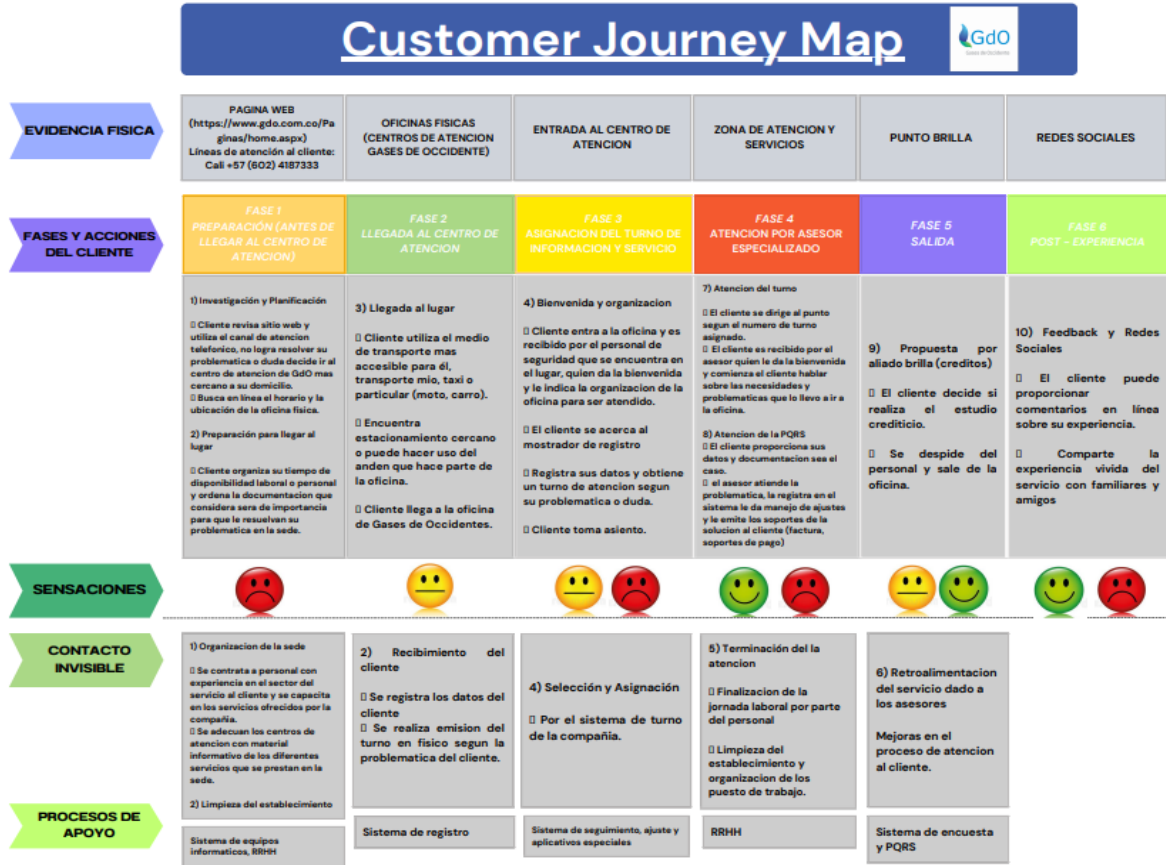 Customer Journey Map
GdO
Gases de Occidente
EVIDENCIA FISICA
PAGINA WEB
(https://www.gdo.com.co/Pa
ginas/home.aspx)
Líneas de atención al cliente:
Cali +57 (602) 4187333
OFICINAS FISICAS
(CENTROS DE ATENCION
GASES DE OCCIDENTE)
ENTRADA AL CENTRO DE
ATENCION
ZONA DE ATENCION Y
SERVICIOS
PUNTO BRILLA
REDES SOCIALES
FASES Y ACCIONES
DEL CLIENTE
FASE 1
PREPARACIÓN (ANTES DE
LLEGAR AL CENTRO DE
ATENCION)
FASE 2
LLEGADA AL CENTRO DE
ATENCION
FASE 3
ASIGNACION DEL TURNO DE
INFORMACION Y SERVICIO
FASE 4
ATENCION POR ASESOR
ESPECIALIZADO
FASE 5
SALIDA
FASE 6
POST - EXPERIENCIA
1) Investigación y Planificación
▯ Cliente revisa sitio web y
utiliza el canal de atencion
telefonico, no logra resolver su
problematica o duda decide ir al
centro de atencion de GdO mas
cercano a su domicilio.
▯ Busca en línea el horario y la
ubicación de la oficina física.
2) Preparación para llegar al
lugar
▯ Cliente organiza su tiempo de
disponibilidad laboral o personal
y ordena la documentacion que
considera sera de importancia
para que le resuelvan su
problematica en la sede.
3) Llegada al lugar
▯ Cliente utiliza el medio
de transporte mas
accesible para él,
transporte mio, taxi o
particular (moto, carro).
▯ Encuentra
estacionamiento cercano
o puede hacer uso del
anden que hace parte de
la oficina.
▯ Cliente llega a la oficina
de Gases de Occidentes.
4) Bienvenida y organizacion
▯ Cliente entra a la oficina y es
recibido por el personal de
seguridad que se encuentra en
el lugar, quien da la bienvenida
y le indica la organizacion de la
oficina para ser atendido.
▯ El cliente se acerca al
mostrador de registro
▯ Registra sus datos y obtiene
un turno de atencion segun
su problematica o duda.
▯ Cliente toma asiento.
7) Atencion del turno
▯ El cliente se dirige al punto
segun el numero de turno
asignado.
▯ El cliente es recibido por el
asesor quien le da la bienvenida
y comienza el cliente hablar
sobre las necesidades y
problematicas que lo llevo a ir a
la oficina.
8) Atencion de la PQRS
▯ El cliente proporciona sus
datos y documentacion sea el
caso.
▯ el asesor atiende la
problematica, la registra en el
sistema le da manejo de ajustes
y le emite los soportes de la
solucion al cliente (factura,
soportes de pago)
9) Propuesta por
aliado brilla (creditos)
▯ El cliente decide si
realiza el estudio
crediticio.
▯ Se despide del
personal y sale de la
oficina.
10) Feedback y Redes
Sociales
▯ El cliente puede
proporcionar
comentarios en línea
sobre su experiencia.
▯ Comparte la
experiencia vivida del
servicio con familiares y
amigos
SENSACIONES
CONTACTO
INVISIBLE
1) Organizacion de la sede
▯ Se contrata a personal con
experiencia en el sector del
servicio al cliente y se capacita
en los servicios ofrecidos por la
compañia.
▯ Se adecuan los centros de
atencion con material
informativo de los diferentes
servicios que se prestan en la
sede.
2) Limpieza del establecimiento
2) Recibimiento del
cliente
▯ Se registra los datos del
cliente
▯ Se realiza emision del
turno en fisico segun la
problematica del cliente.
4) Selección y Asignación
▯ Por el sistema de turno
de la compañia.
5) Terminación del la
atencion
▯ Finalizacion de la
jornada laboral por parte
del personal
▯ Limpieza del
establecimiento y
organizacion de los
puesto de trabajo.
6) Retroalimentacion
del servicio dado a
los asesores
Mejoras en el
proceso de atencion
al cliente.
PROCESOS DE
APOYO
Sistema de equipos
informaticos, RRHH
Sistema de registro
Sistema de seguimiento, ajuste y
aplicativos especiales
RRHH
Sistema de encuesta
y PQRS